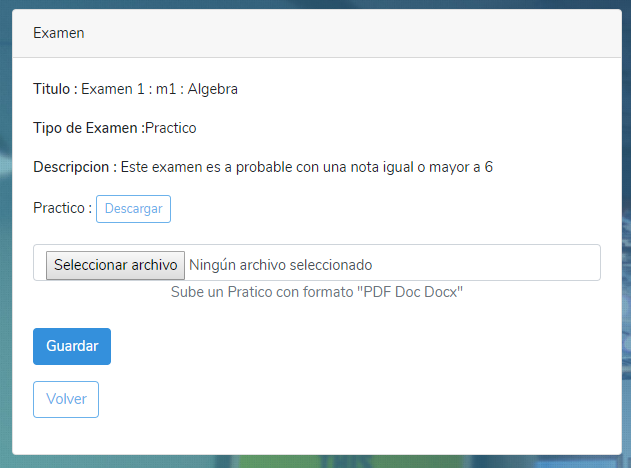 Examen
Titulo : Examen 1 : m1 : Algebra
Tipo de Examen :Practico
Descripcion : Este examen es a probable con una nota igual o mayor a 6
Practico : Descargar
Seleccionar archivo Ningún archivo seleccionado
Sube un Pratico con formato "PDF Doc Docx"
Guardar
Volver